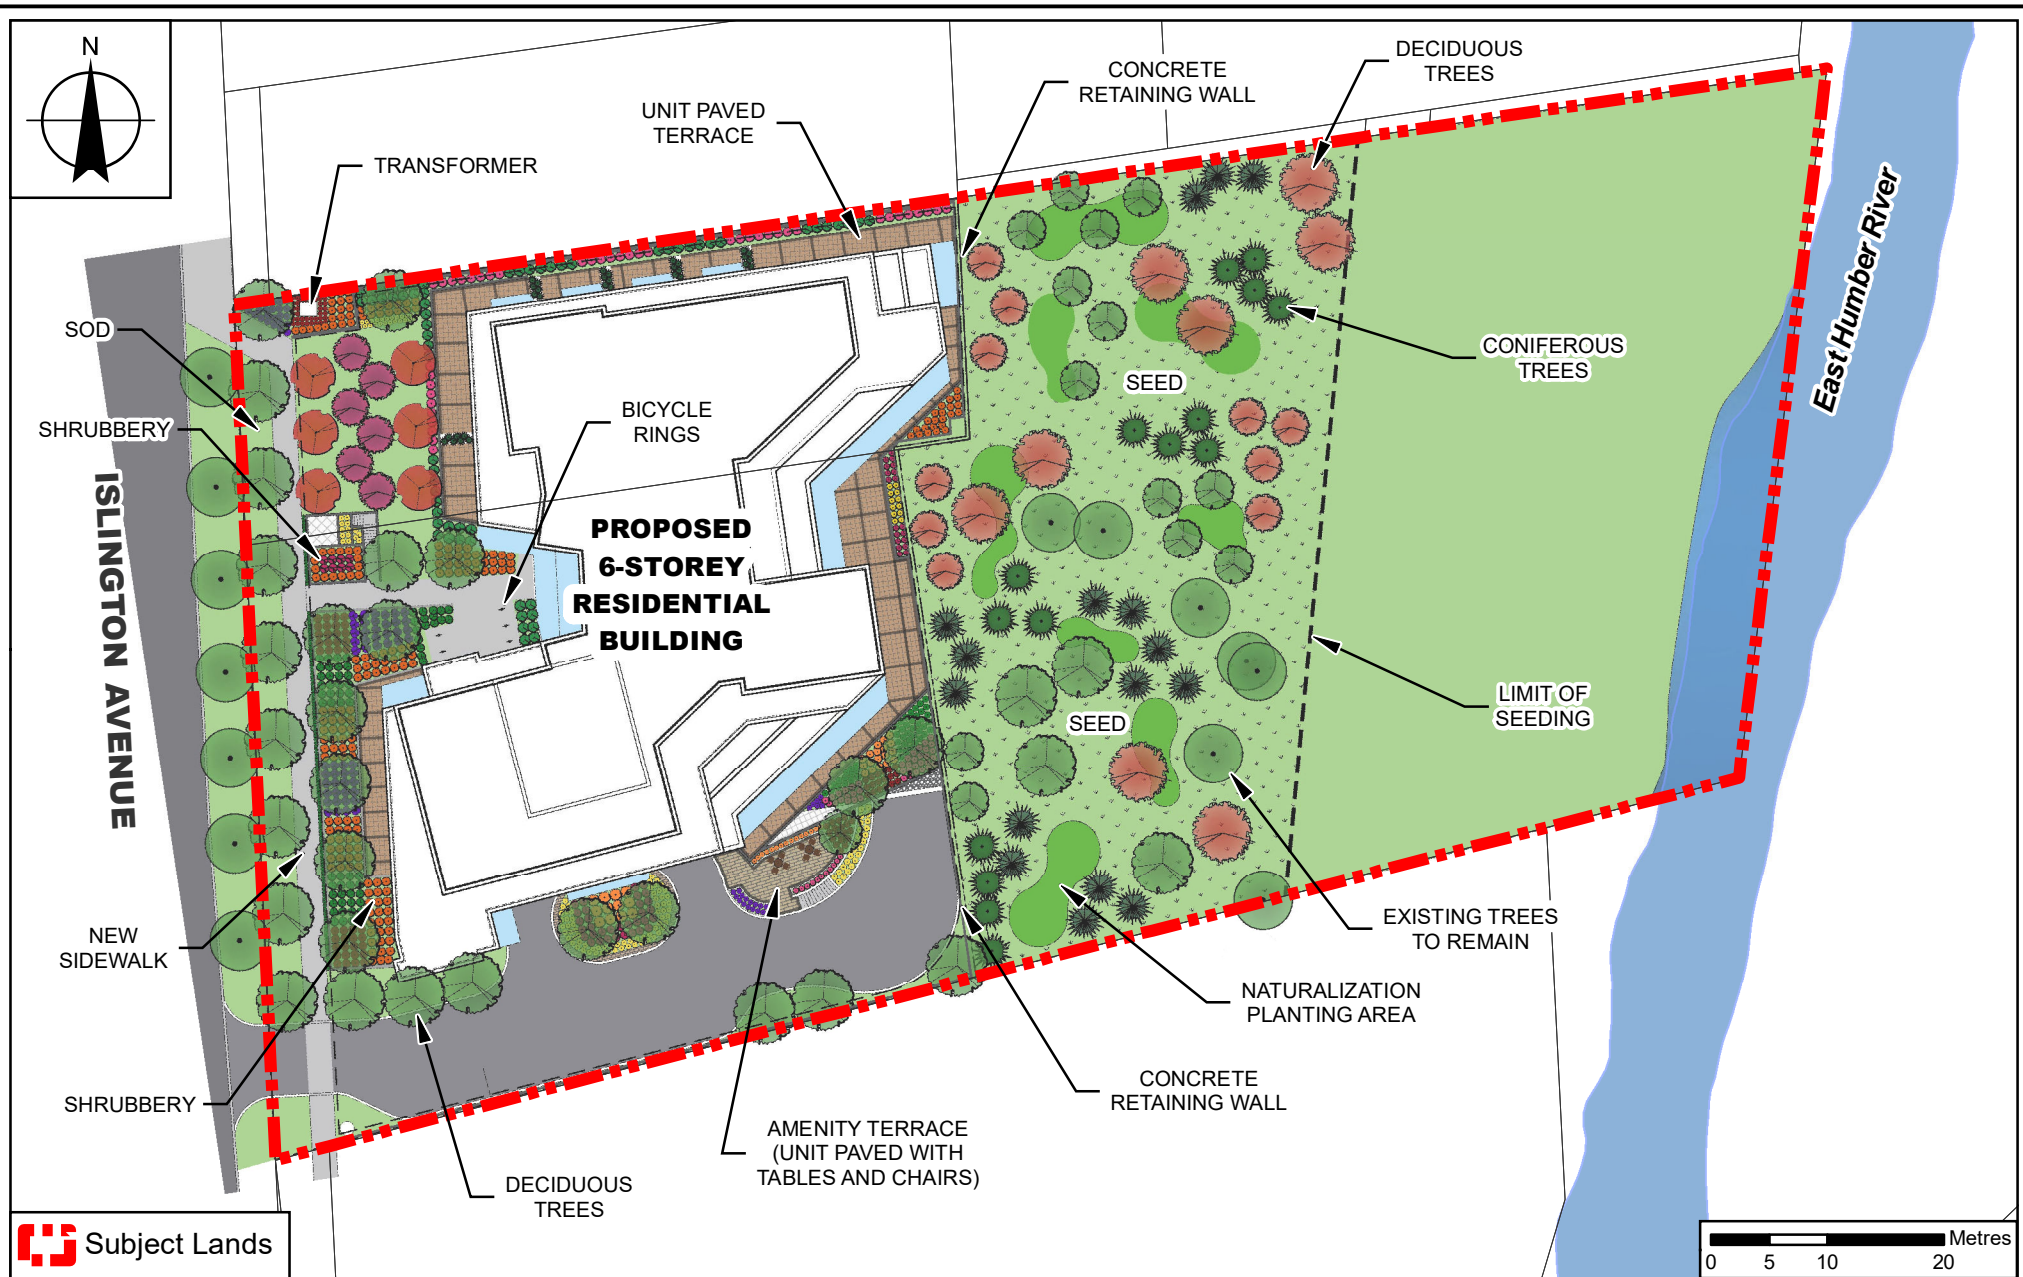 N
DECIDUOUS
TREES
CONCRETE
RETAINING WALL
UNIT PAVED
TERRACE
TRANSFORMER
SOD
SHRUBBERY
BICYCLE
RINGS
SEED
CONIFEROUS
TREES
East Humber River
ISLINGTON AVENUE
PROPOSED
6-STOREY
RESIDENTIAL
BUILDING
LIMIT OF
SEEDING
SEED
NEW
SIDEWALK
EXISTING TREES
TO REMAIN
NATURALIZATION
PLANTING AREA
SHRUBBERY
CONCRETE
RETAINING WALL
AMENITY TERRACE
(UNIT PAVED WITH
TABLES AND CHAIRS)
DECIDUOUS
TREES
Subject Lands
Metres
0 5 10 20